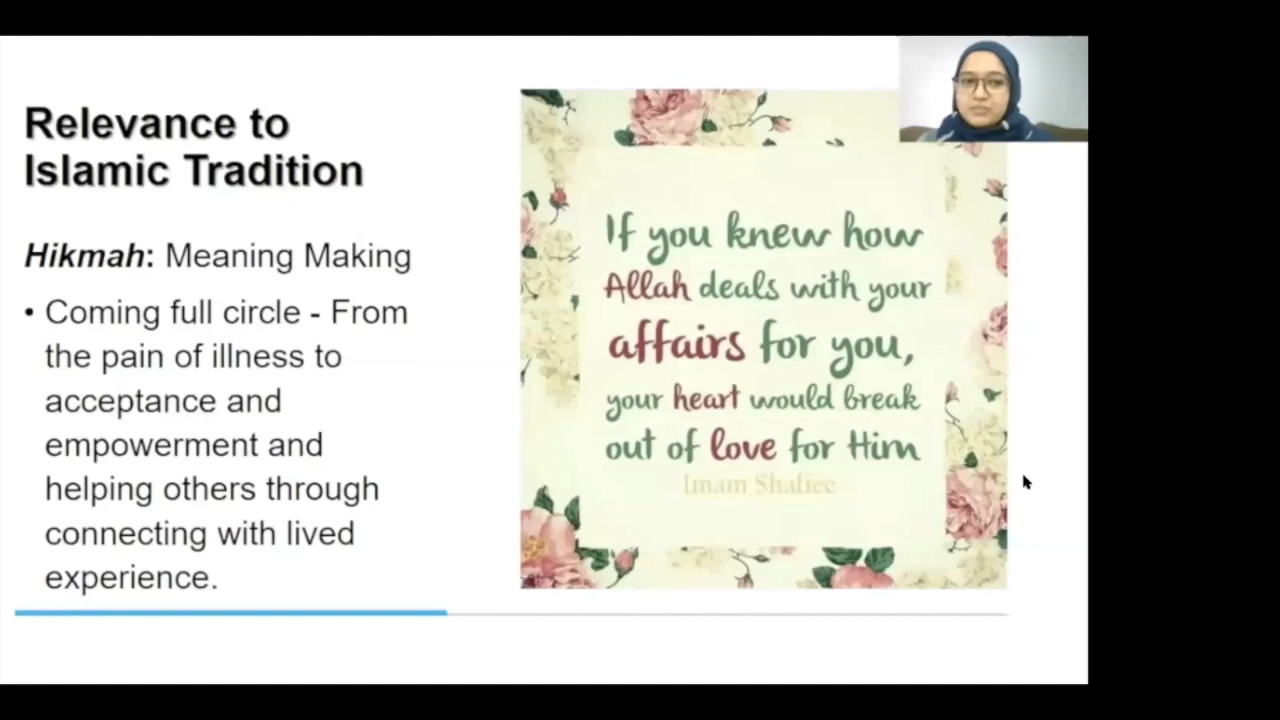 Relevance to
Islamic Tradition
Hikmah: Meaning Making
• Coming full circle - From
the pain of illness to
acceptance and
empowerment and
helping others through
connecting with lived
experience.
If you knew how
Allah deals with your
affairs for you,
your heart would break
out of love for Him
Imam Shafiee